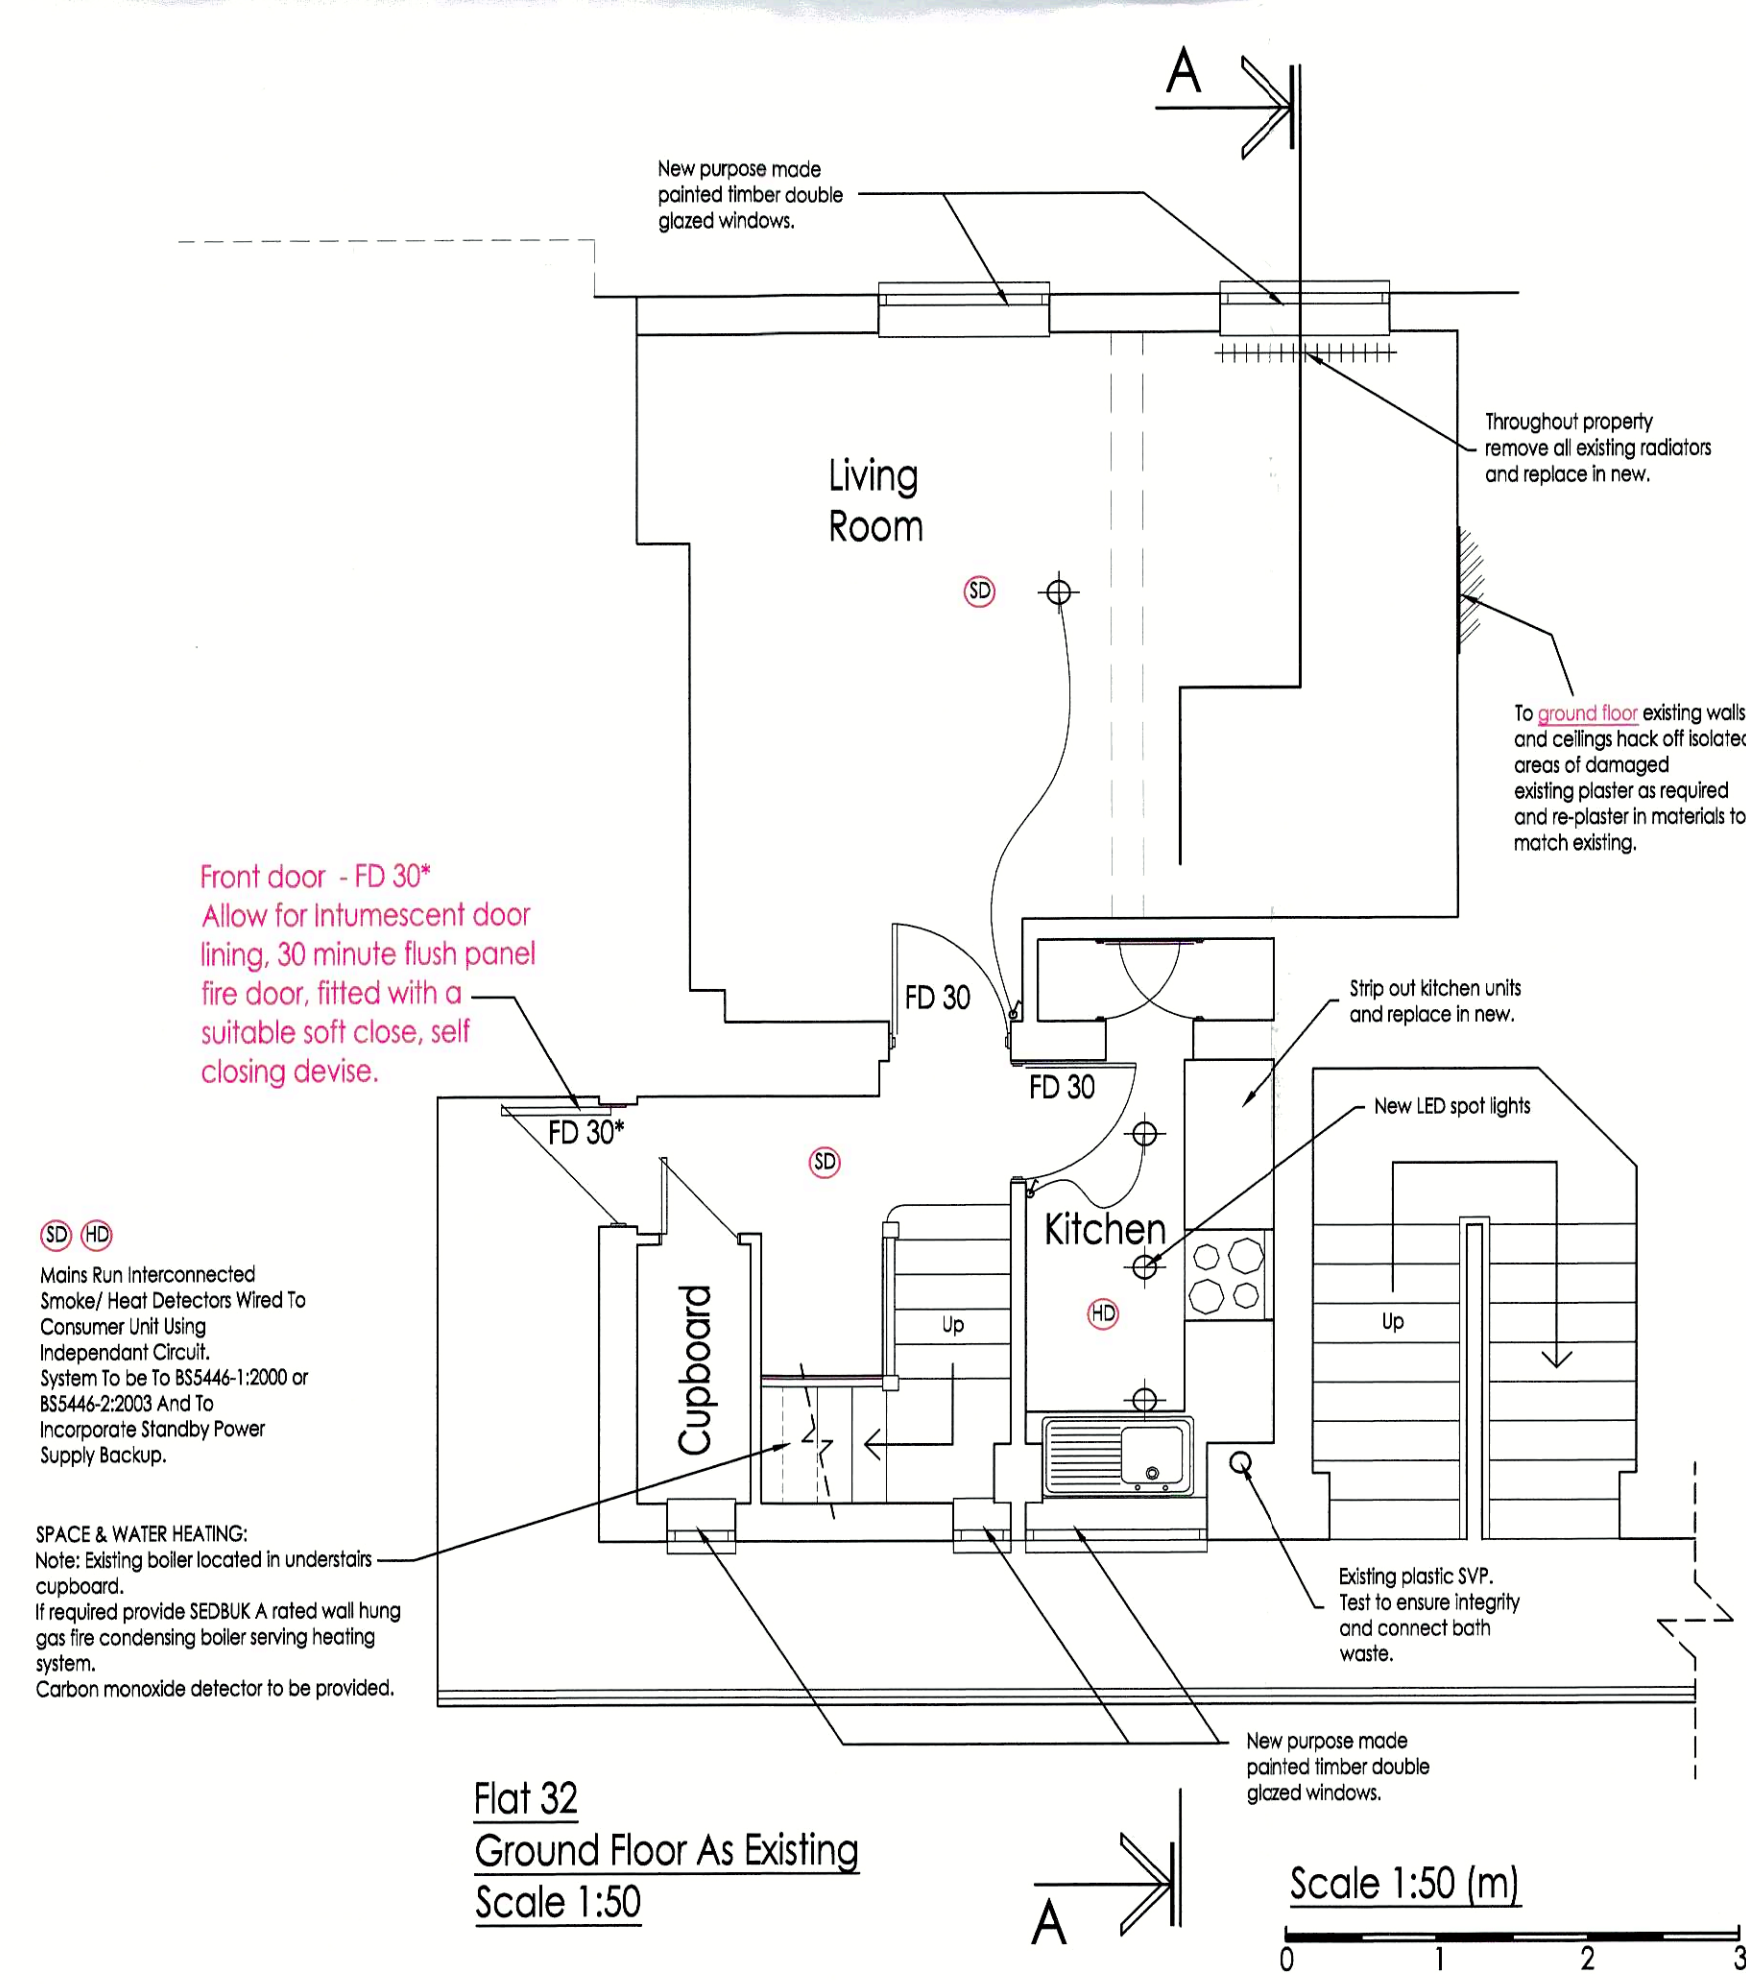 A
New purpose made
painted timber double
glazed windows.
Throughout property
remove all existing radiators
and replace in new.
Living
Room
SD
To ground floor existing walls
and ceilings hack off isolated
areas of damaged
existing plaster as required
and re-plaster in materials to
match existing.
Front door - FD 30*
Allow for Intumescent door
lining, 30 minute flush panel
fire door, fitted with a
suitable soft close, self
closing devise.
FD 30
Strip out kitchen units
and replace in new.
FD 30
New LED spot lights
FD 30*
SD
Kitchen
SD HD
Mains Run Interconnected
Smoke/ Heat Detectors Wired To
Consumer Unit Using
Independant Circuit.
System To be To BS5446-1:2000 or
BS5446-2:2003 And To
Incorporate Standby Power
Supply Backup.
Cupboard
Up
HD
Up
SPACE & WATER HEATING:
Note: Existing boiler located in understairs
cupboard.
If required provide SEDBUK A rated wall hung
gas fire condensing boiler serving heating
system.
Carbon monoxide detector to be provided.
Existing plastic SVP.
Test to ensure integrity
and connect bath
waste.
New purpose made
painted timber double
glazed windows.
Flat 32
Ground Floor As Existing
Scale 1:50
A
Scale 1:50 (m)
0 1 2 3